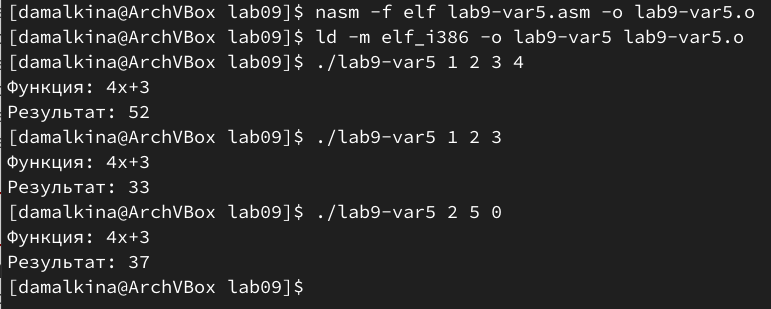 [damalkina@ArchVBox lab09]$ nasm -f elf lab9-var5.asm -o lab9-var5.o
[damalkina@ArchVBox lab09]$ ld -m elf_i386 -o lab9-var5 lab9-var5.o
[damalkina@ArchVBox lab09]$ ./lab9-var5 1 2 3 4
Функция: 4x+3
Результат: 52
[damalkina@ArchVBox lab09]$ ./lab9-var5 1 2 3
Функция: 4x+3
Результат: 33
[damalkina@ArchVBox lab09]$ ./lab9-var5 2 5 0
Функция: 4x+3
Результат: 37
[damalkina@ArchVBox lab09]$